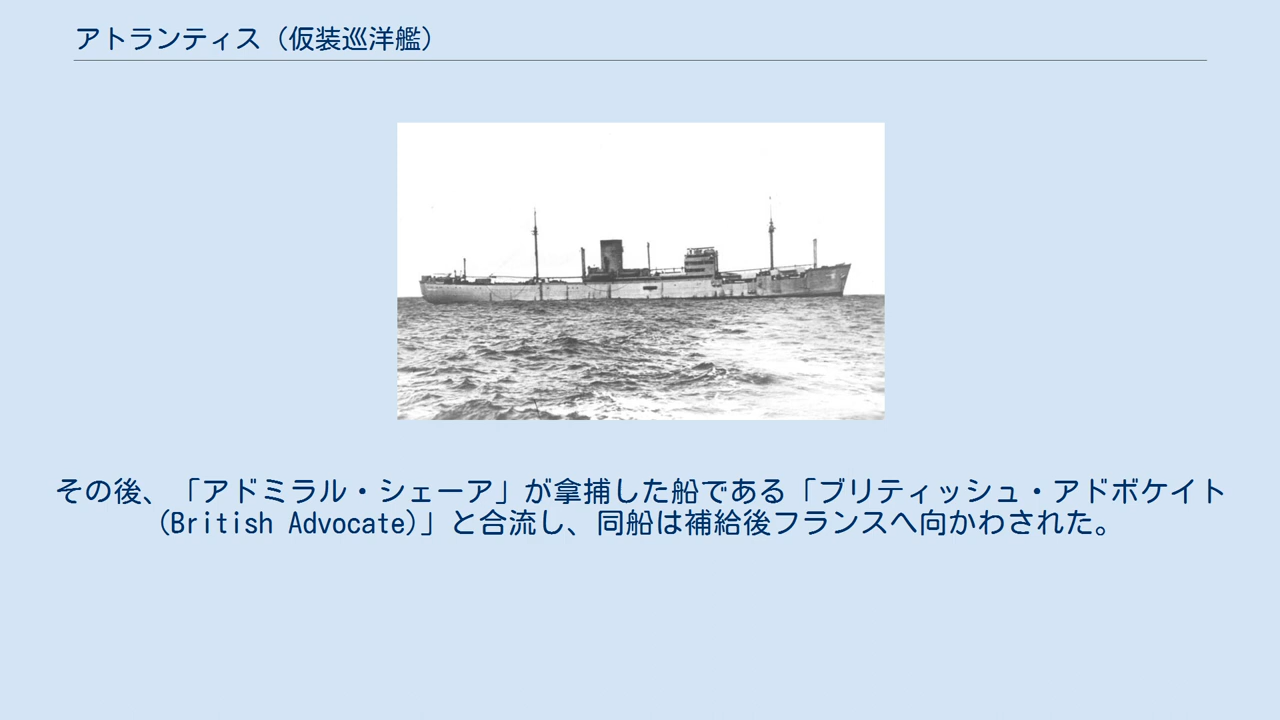 アトランティス（仮装巡洋艦）
その後、「アドミラル・シェーア」が拿捕した船である「ブリティッシュ・アドボケイト
(British Advocate)」と合流し、同船は補給後フランスへ向かわされた。